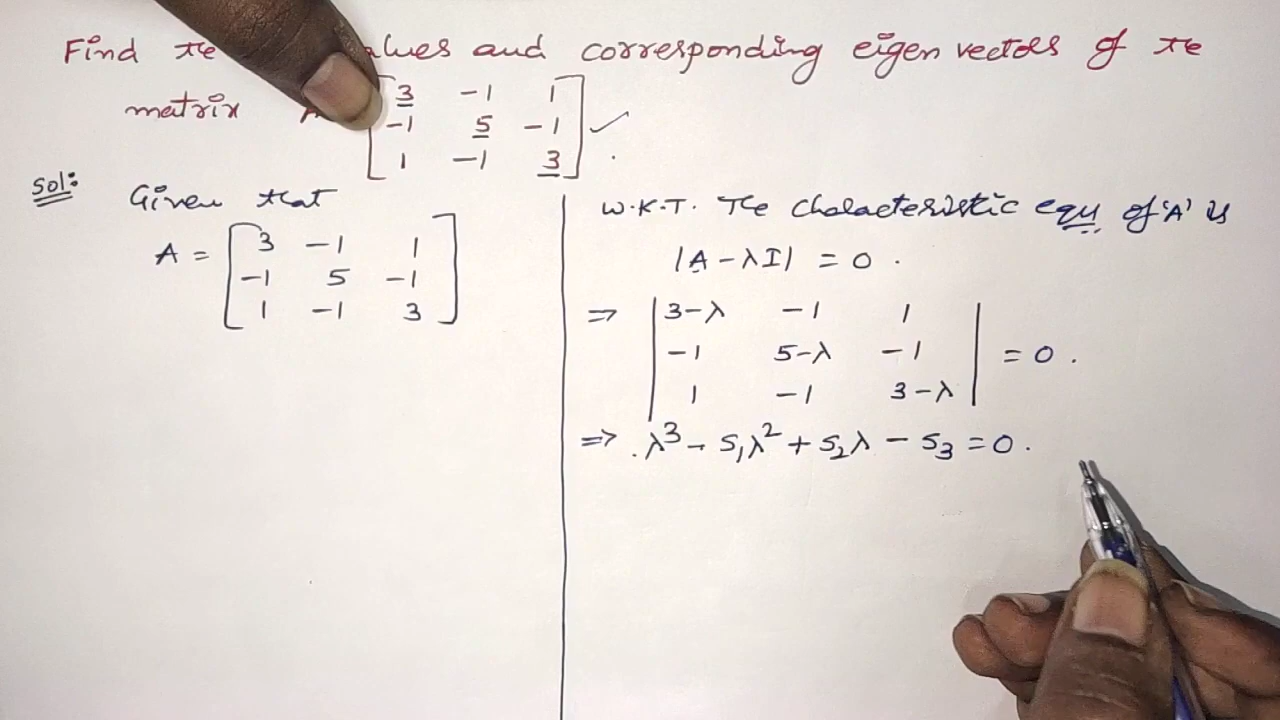 Find the values and corresponding eigen vectors of the
matrix
3 -1 1
-1 5 -1
1 -1 3
Sol:
Given that
A = [ 3 -1 1
-1 5 -1
1 -1 3 ]
W.K.T. The characteristic equ of 'A' is
|A - λI| = 0 .
⇒ | 3-λ -1 1
-1 5-λ -1 | = 0 .
1 -1 3-λ
⇒ λ³ - S₁λ² + S₂λ - S₃ = 0 .